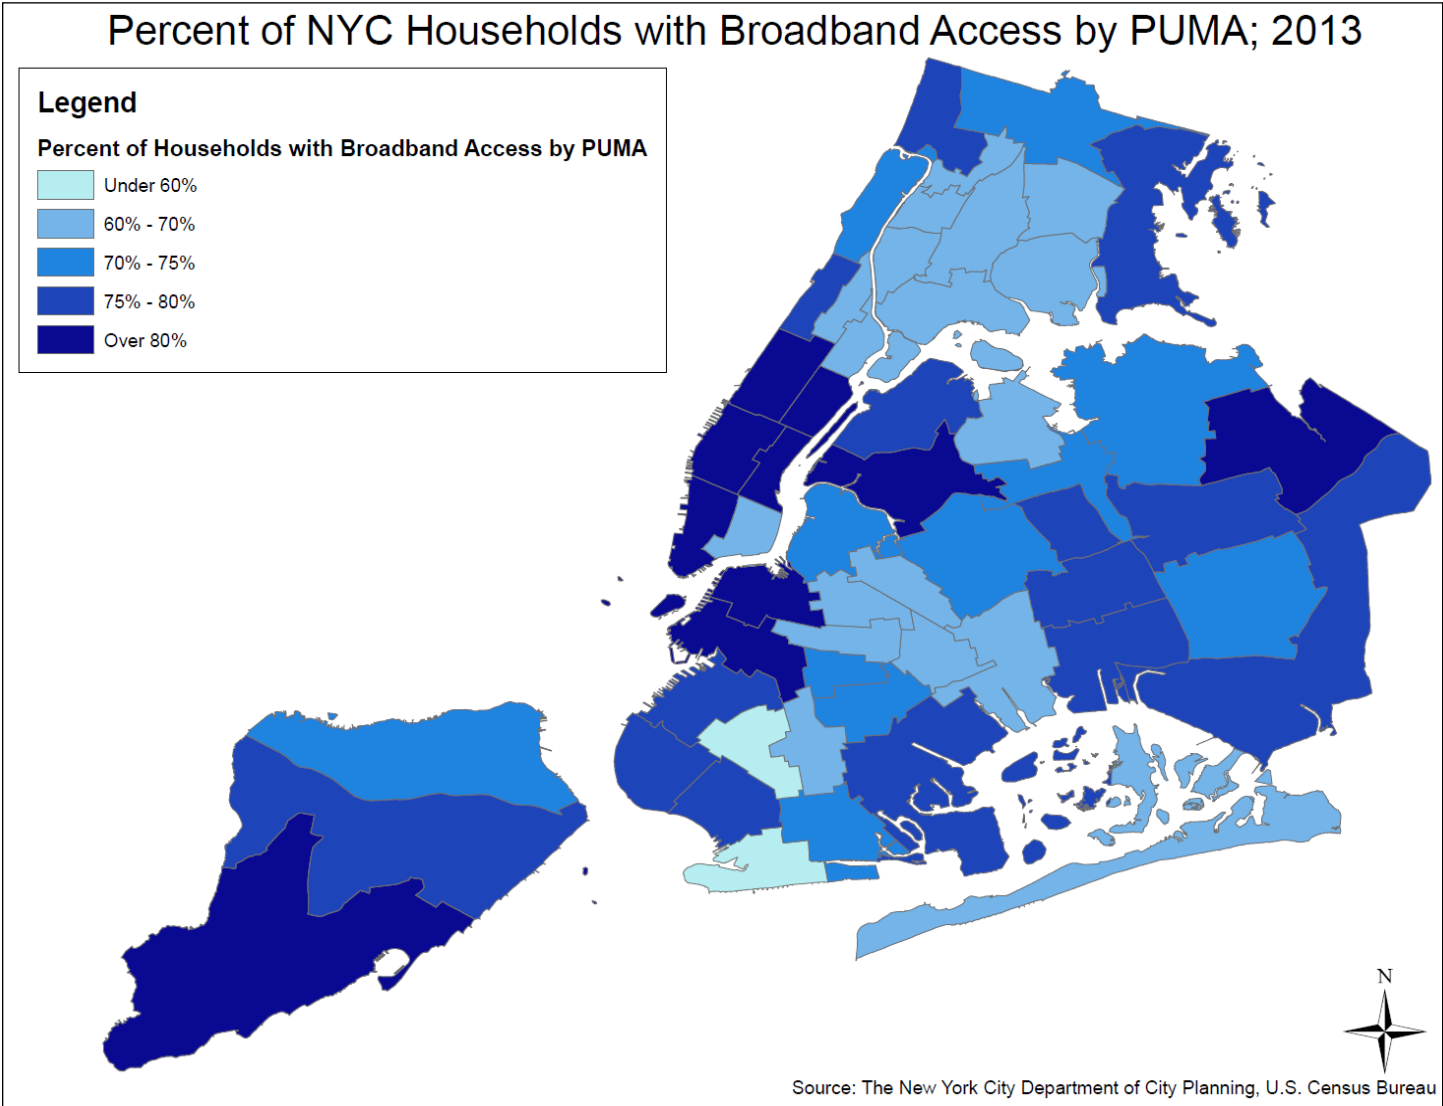 Percent of NYC Households with Broadband Access by PUMA; 2013
Legend
Percent of Households with Broadband Access by PUMA
Under 60%
60% - 70%
70% - 75%
75% - 80%
Over 80%
N
Source: The New York City Department of City Planning, U.S. Census Bureau